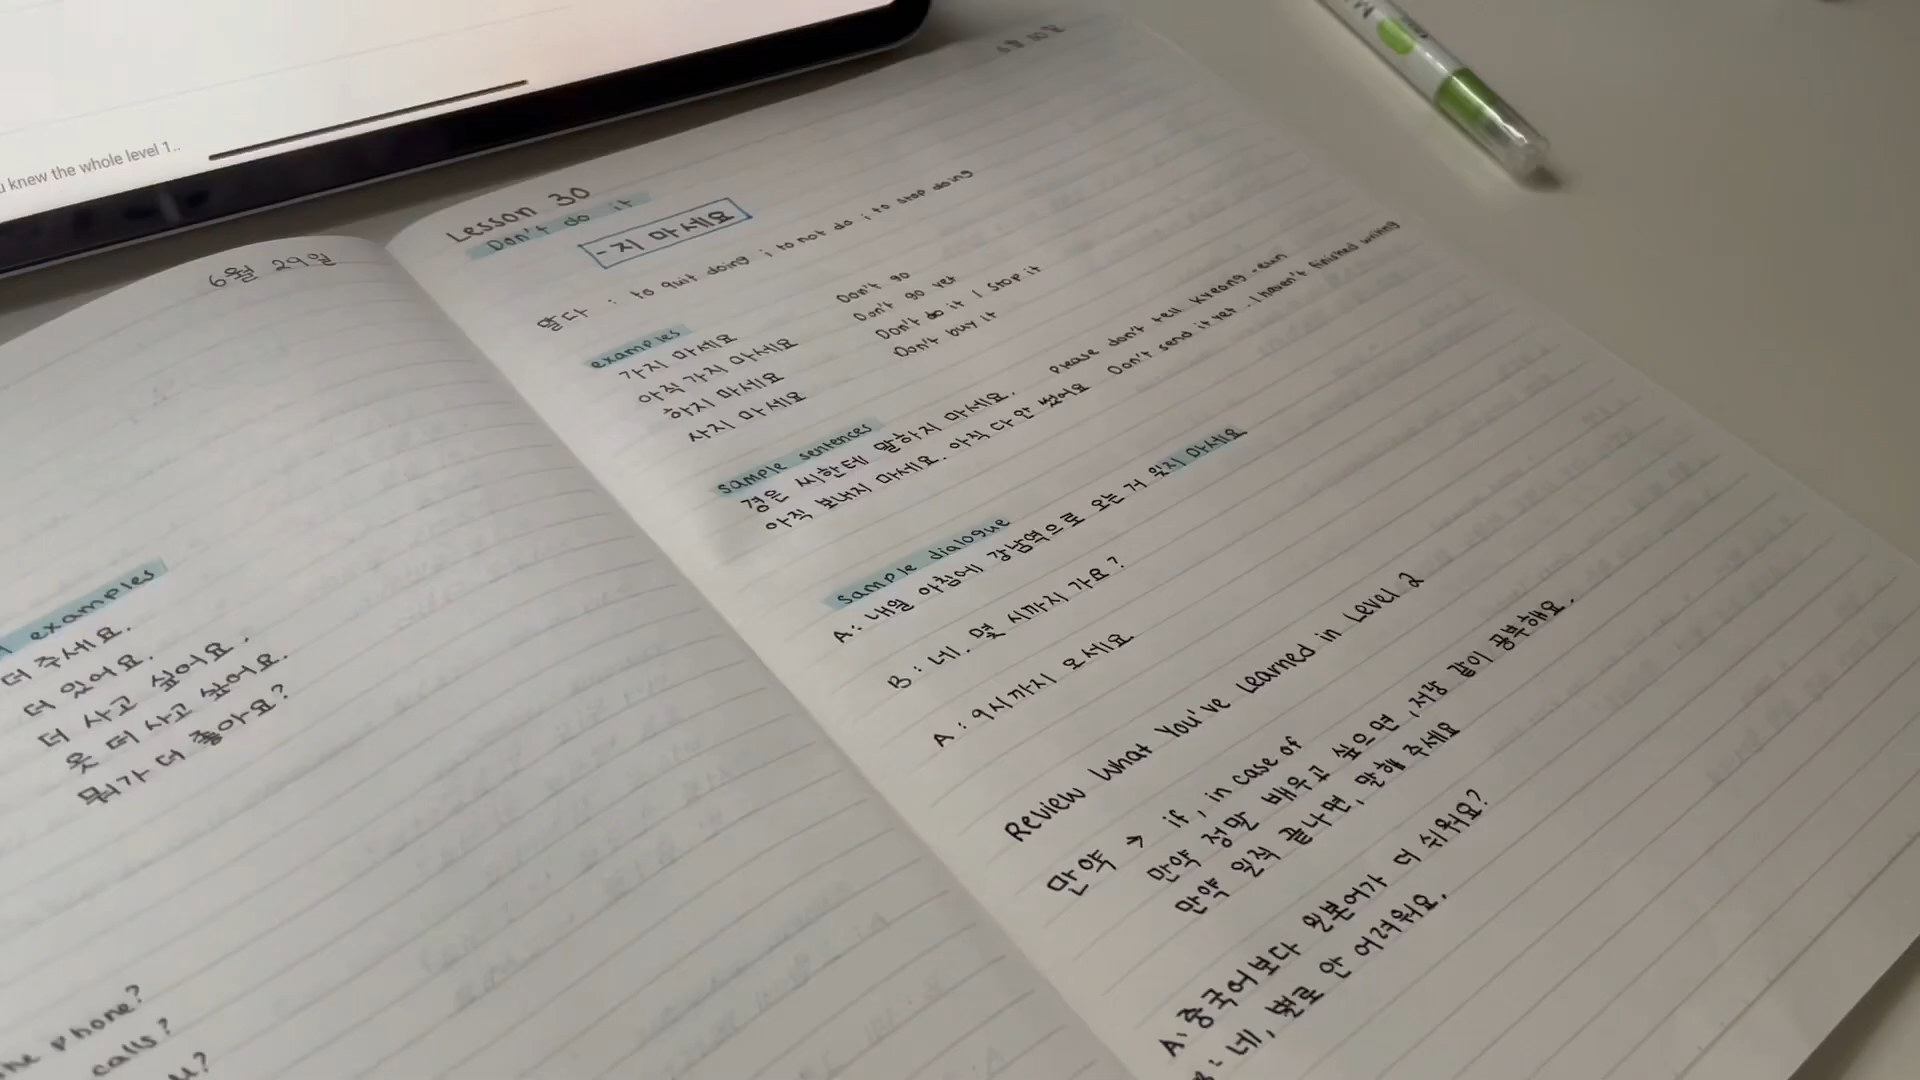 u knew the whole level 1..
6월 29일
examples
더 주세요.
더 있어요.
더 사고 싶어요.
옷 더 사고 싶어요.
뭐가 더 좋아요?
the phone?
calls?
6월 30일
Lesson 30
Don't do it
-지 마세요
말다 : to quit doing ; to not do ; to stop doing
examples
가지 마세요 Don't go
아직 가지 마세요 Don't go yet
하지 마세요 Don't do it / stop it
사지 마세요 Don't buy it
sample sentences
경은 씨한테 말하지 마세요. Please don't tell Kyeong-eun
아직 보내지 마세요. 아직 다 안 썼어요 Don't send it yet. I haven't finished writing
sample dialogue
A: 내일 아침에 강남역으로 오는 거 잊지 마세요
B: 네. 몇 시까지 가요?
A: 9시까지 오세요
Review What You've Learned in Level 2
만약 → if, in case of
만약 정말 배우고 싶으면, 저랑 같이 공부해요.
만약 일찍 끝나면, 말해 주세요
A: 중국어보다 일본어가 더 쉬워요?
B: 네, 별로 안 어려워요.